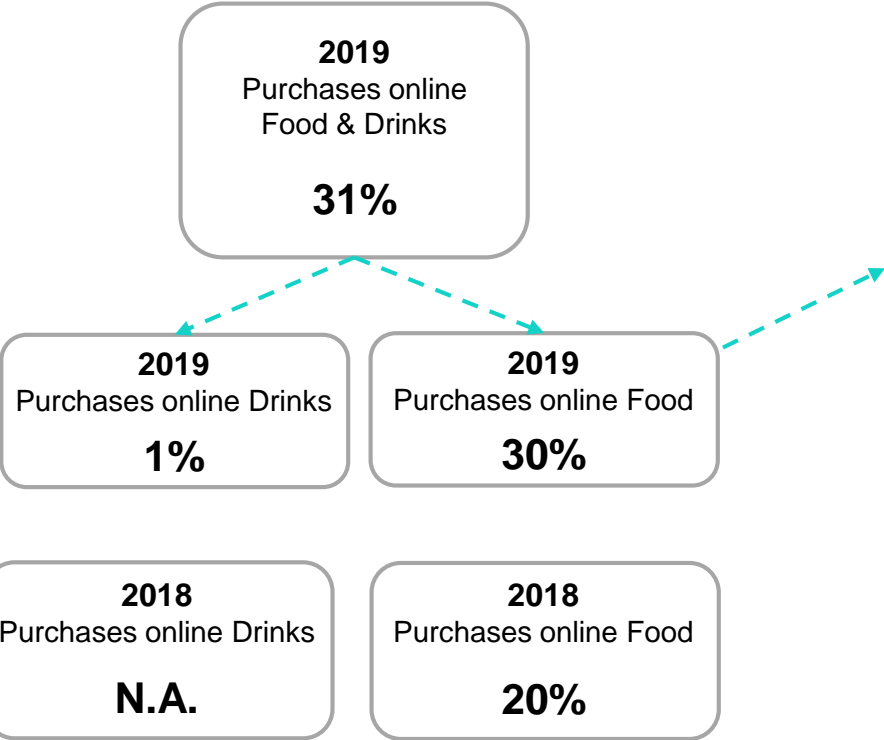 2019
Purchases online
Food & Drinks
31%
2019
Purchases online Drinks
1%
2019
Purchases online Food
30%
2018
Purchases online Drinks
N.A.
2018
Purchases online Food
20%